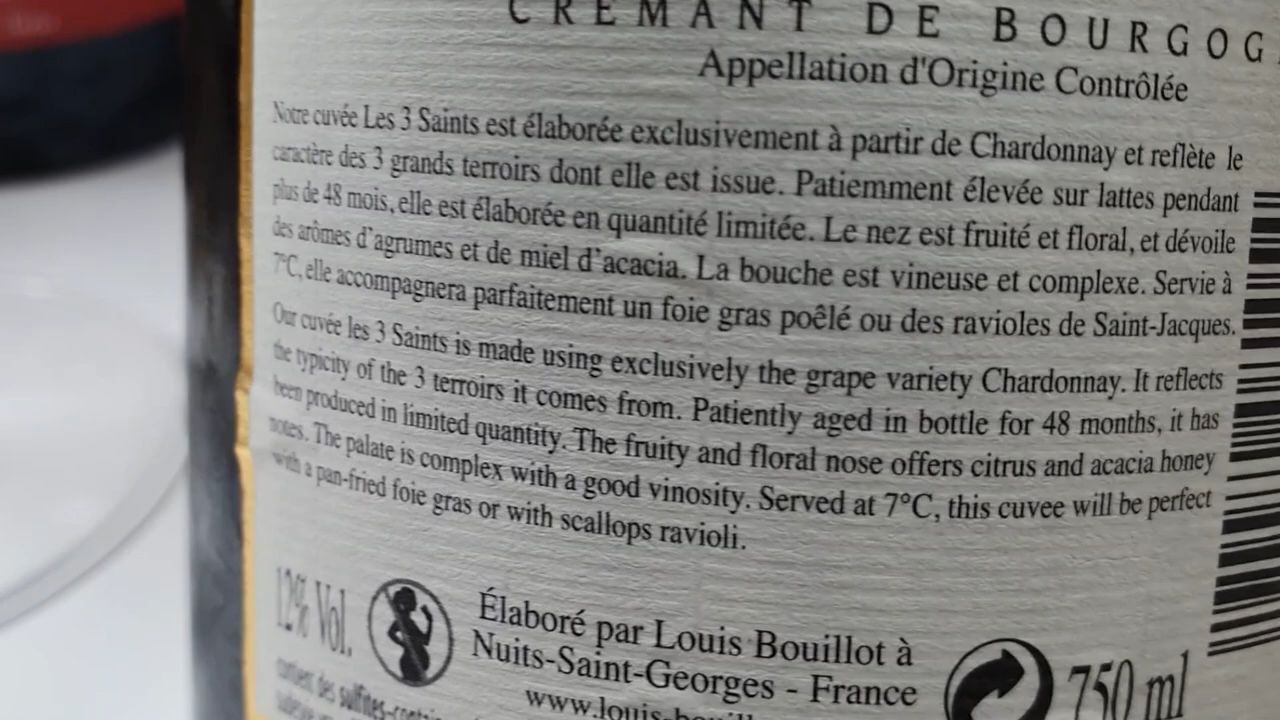 CRÉMANT DE BOURGOG
Appellation d'Origine Contrôlée
Notre cuvée Les 3 Saints est élaborée exclusivement à partir de Chardonnay et reflète le
caractère des 3 grands terroirs dont elle est issue. Patiemment élevée sur lattes pendant
plus de 48 mois, elle est élaborée en quantité limitée. Le nez est fruité et floral, et dévoile
des arômes d'agrumes et de miel d'acacia. La bouche est vineuse et complexe. Servie à
7°C, elle accompagnera parfaitement un foie gras poêlé ou des ravioles de Saint-Jacques.
Our cuvée les 3 Saints is made using exclusively the grape variety Chardonnay. It reflects
the typicity of the 3 terroirs it comes from. Patiently aged in bottle for 48 months, it has
been produced in limited quantity. The fruity and floral nose offers citrus and acacia honey
notes. The palate is complex with a good vinosity. Served at 7°C, this cuvee will be perfect
with a pan-fried foie gras or with scallops ravioli.
12% Vol.
Élaboré par Louis Bouillot à
Nuits-Saint-Georges - France
750 ml
contient des sulfites-